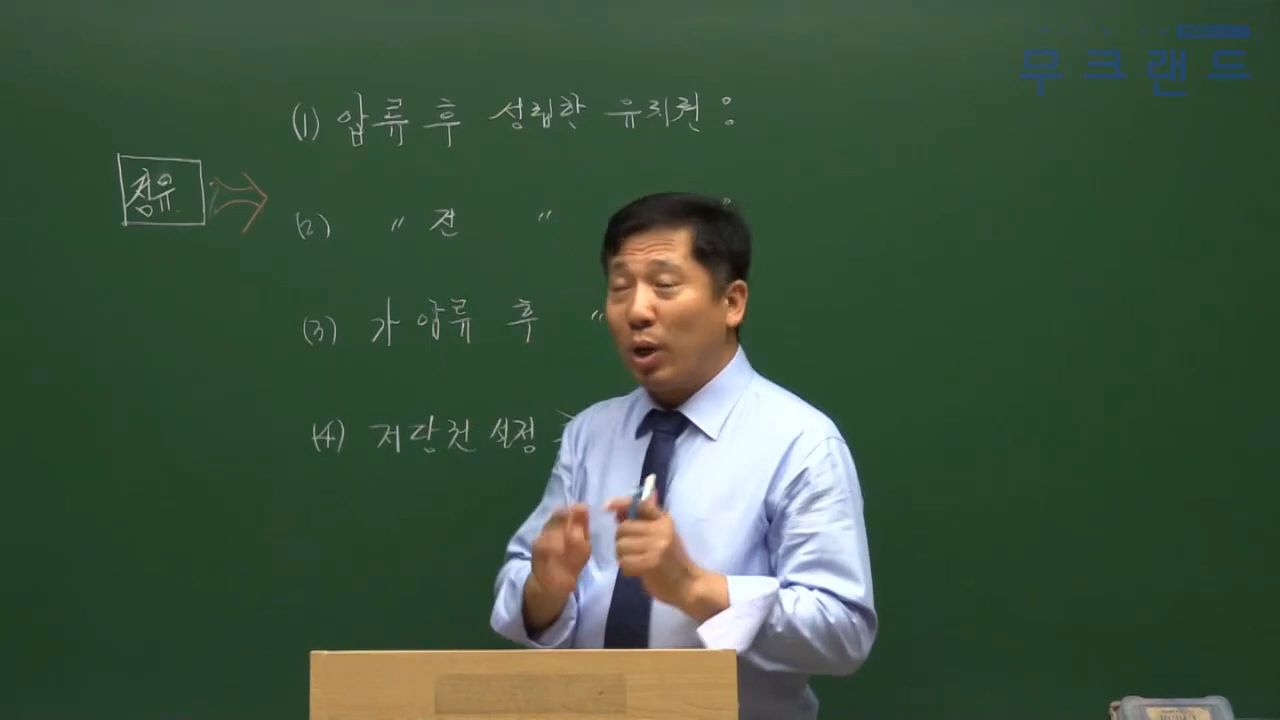 무크랜드
(1) 압류 후 성립한 유치권 :
점유
(2) 〃 전 〃 :
(3) 가압류 후 〃
(4) 저당권 설정